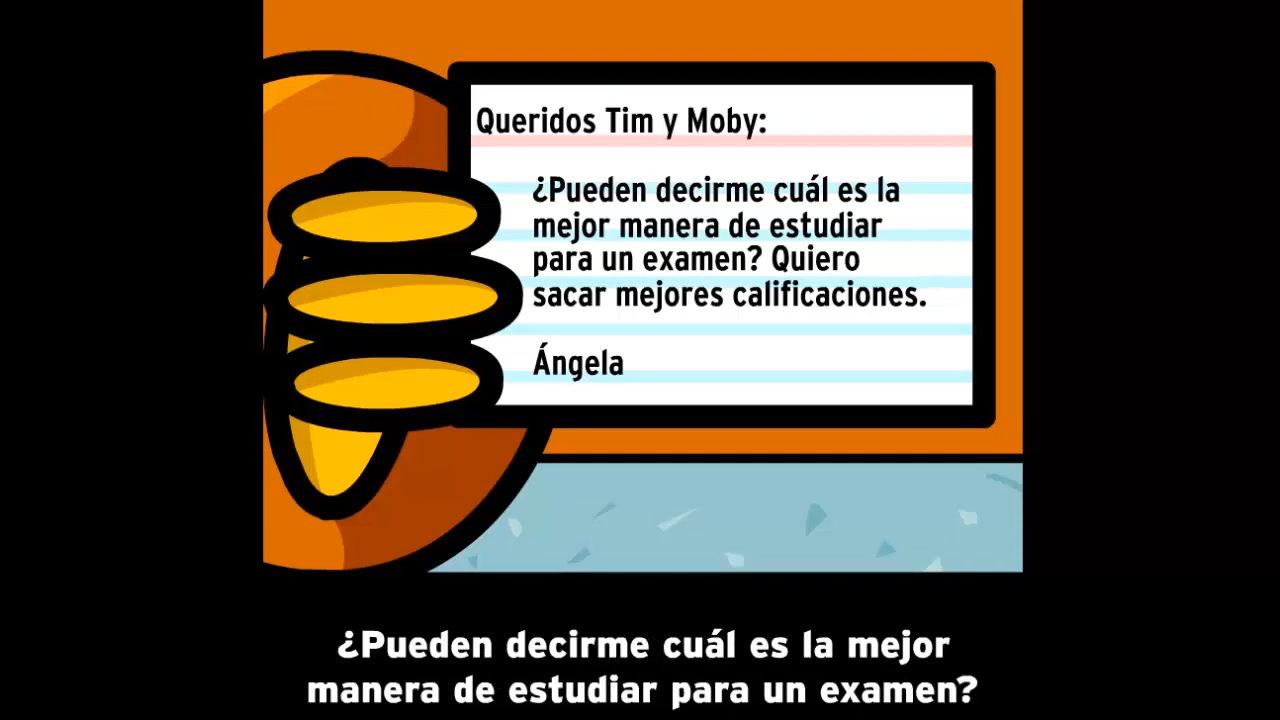 Queridos Tim y Moby:
¿Pueden decirme cuál es la
mejor manera de estudiar
para un examen? Quiero
sacar mejores calificaciones.
Ángela
¿Pueden decirme cuál es la mejor
manera de estudiar para un examen?